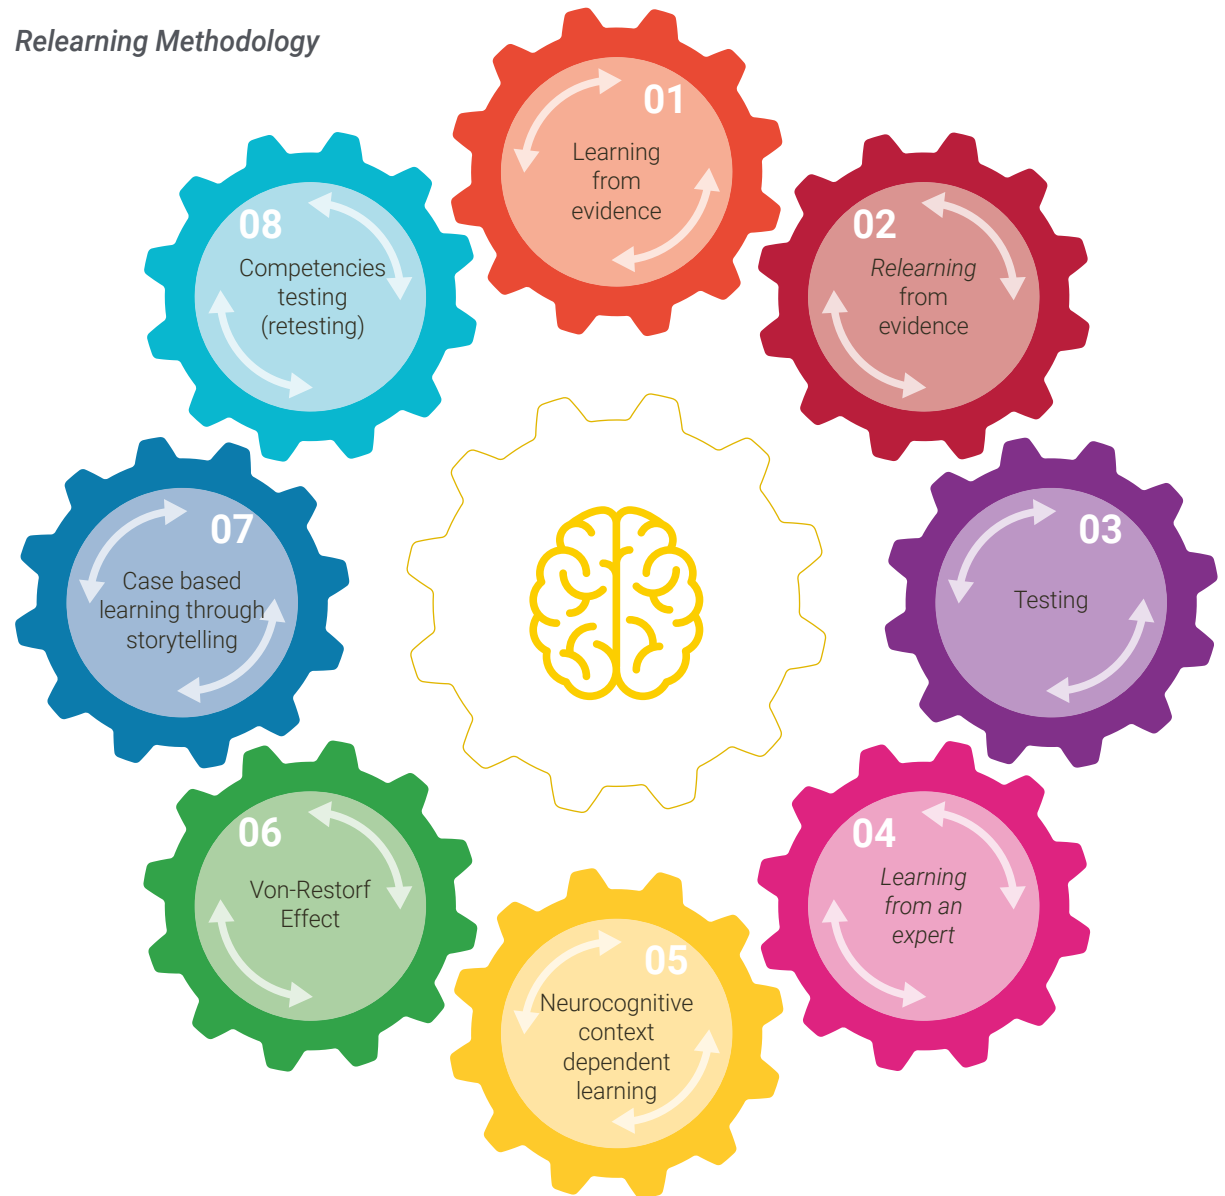 Relearning Methodology
01
Learning
from
evidence
02
Relearning
from
evidence
03
Testing
04
Learning
from an
expert
05
Neurocognitive
context
dependent
learning
06
Von-Restorf
Effect
07
Case based
learning through
storytelling
08
Competencies
testing
(retesting)